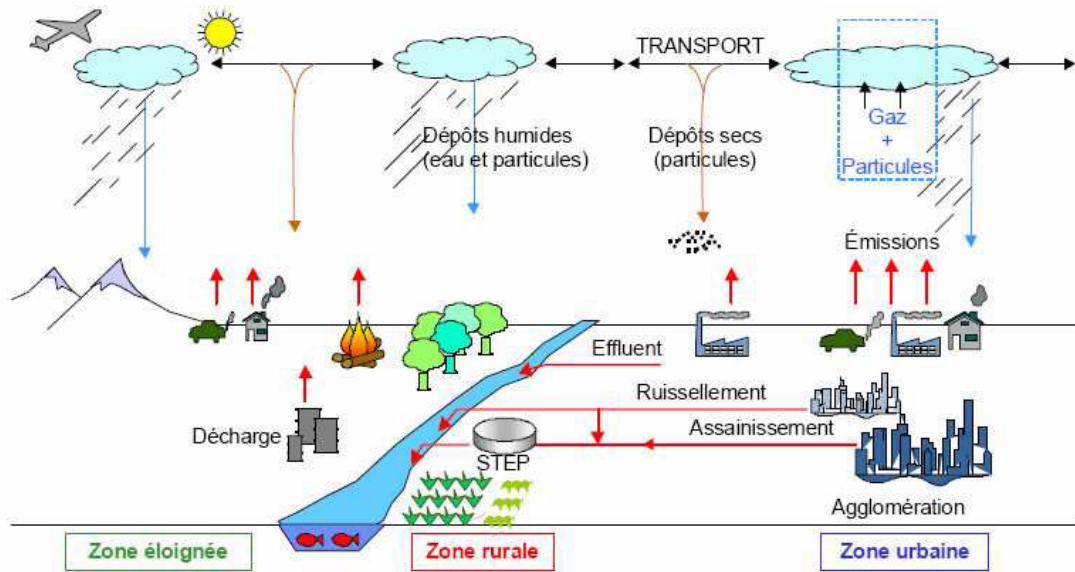 TRANSPORT
Dépôts humides
(eau et particules)
Dépôts secs
(particules)
Gaz
+
Particules
Émissions
Effluent
Ruissellement
Décharge
Assainissement
STEP
Agglomération
Zone éloignée
Zone rurale
Zone urbaine